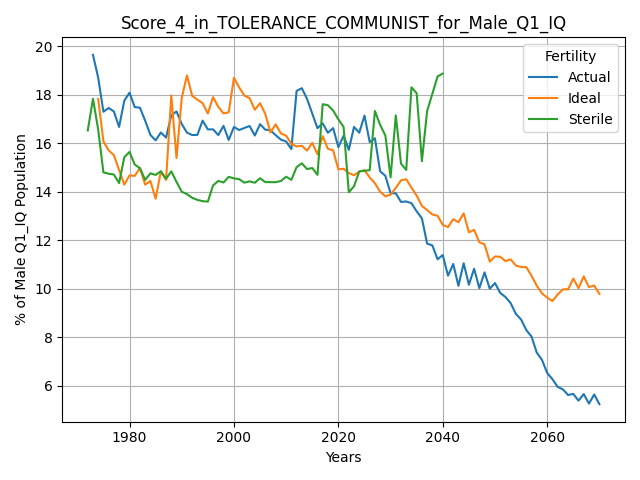 Score_4_in_TOLERANCE_COMMUNIST_for_Male_Q1_IQ
% of Male Q1_IQ Population
20
18
16
14
12
10
8
6
Fertility
Actual
Ideal
Sterile
1980
2000
2020
2040
2060
Years